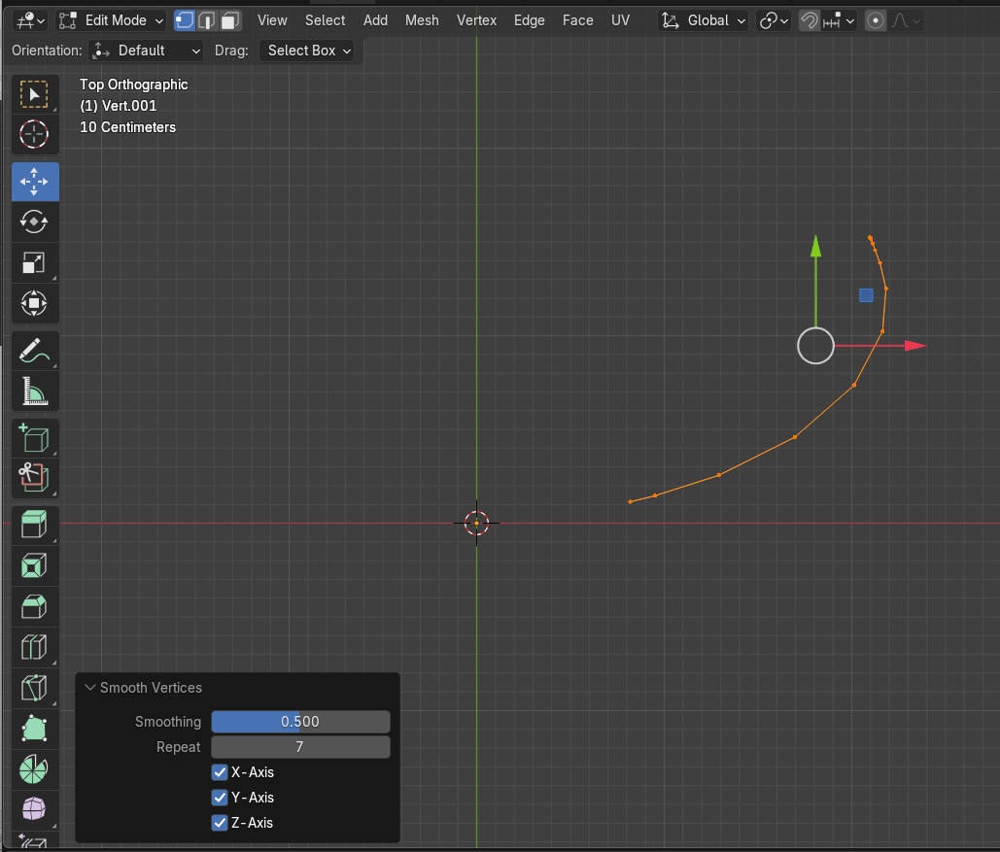 Edit Mode View Select Add Mesh Vertex Edge Face UV Global
Orientation: Default Drag: Select Box
Top Orthographic
(1) Vert.001
10 Centimeters
Smooth Vertices
Smoothing 0.500
Repeat 7
X-Axis
Y-Axis
Z-Axis